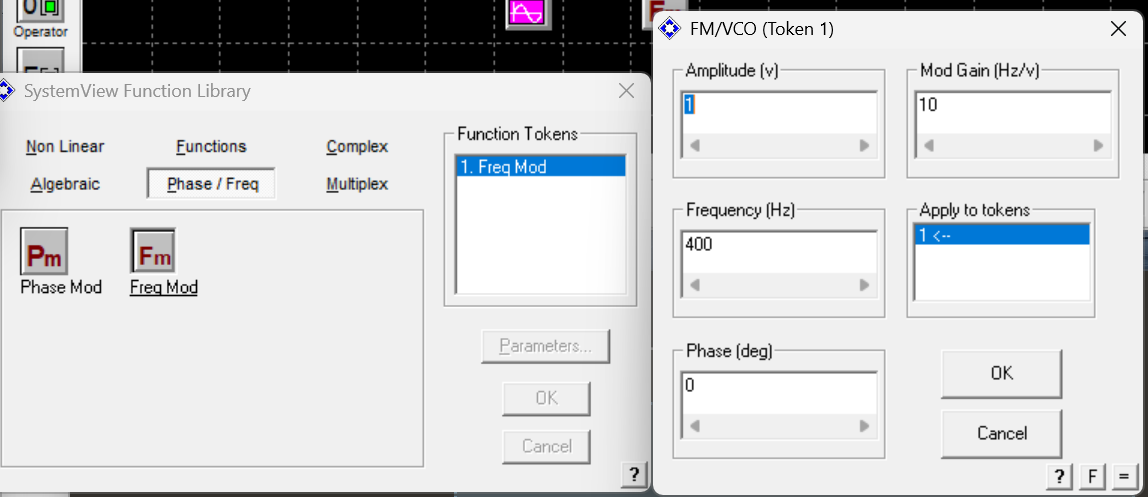 Operator
SystemView Function Library
Non Linear
Functions
Complex
Algebraic
Phase / Freq
Multiplex
Pm
Phase Mod
Fm
Freq Mod
Function Tokens
1. Freq Mod
Parameters...
OK
Cancel
?
FM/VCO (Token 1)
Amplitude (v)
1
Mod Gain (Hz/v)
10
Frequency (Hz)
400
Apply to tokens
1 <--
Phase (deg)
0
OK
Cancel
? F =